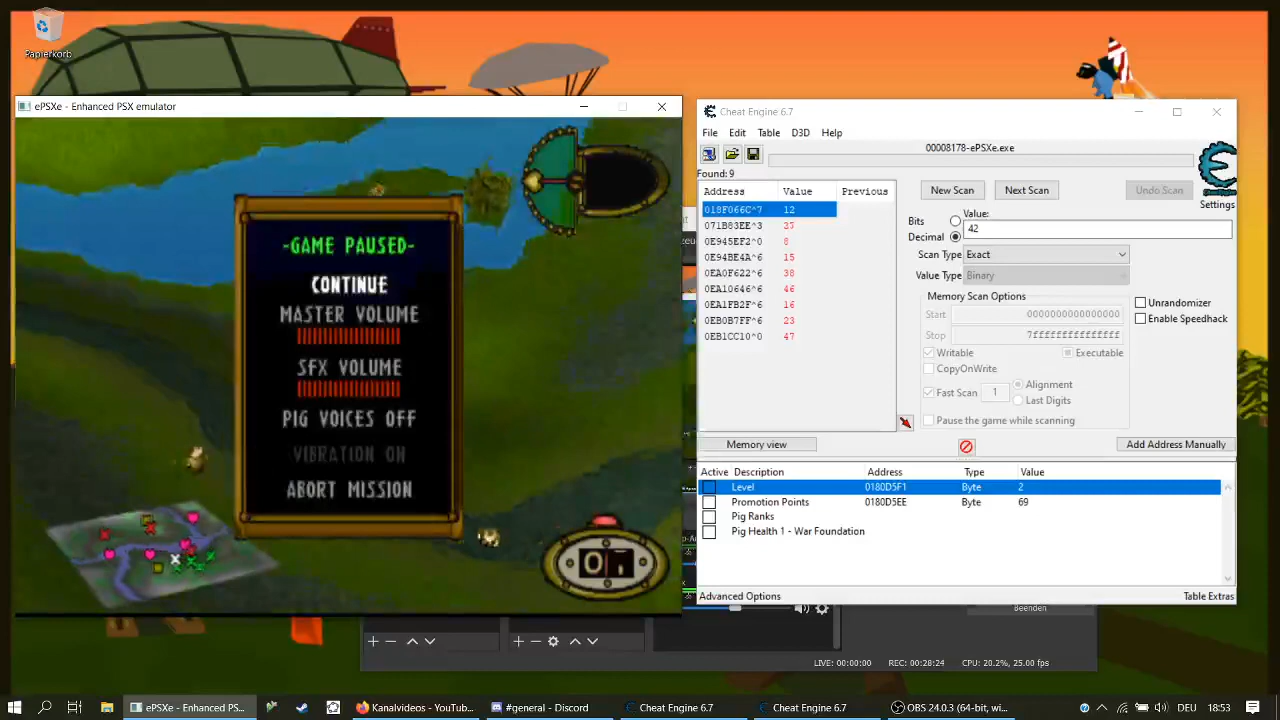 Papierkorb
ePSXe - Enhanced PSX emulator
-GAME PAUSED-
CONTINUE
MASTER VOLUME
SFX VOLUME
PIG VOICES OFF
VIBRATION ON
ABORT MISSION
Cheat Engine 6.7
File Edit Table D3D Help
00008178-ePSXe.exe
Found: 9
Address Value Previous
018F066C^7 12
071B83EE^3 25
0E945EF2^0 8
0E94BE4A^6 15
0EA0F622^6 38
0EA10646^6 46
0EA1FB2F^6 16
0EB0B7FF^6 23
0EB1CC10^0 47
New Scan Next Scan Undo Scan
Settings
Value:
Bits
42
Decimal
Scan Type Exact
Value Type Binary
Memory Scan Options
Start 0000000000000000
Stop 7fffffffffffffff
Writable Executable
CopyOnWrite
Fast Scan 1 Alignment
Last Digits
Pause the game while scanning
Unrandomizer
Enable Speedhack
Memory view
Add Address Manually
Active Description Address Type Value
Level 0180D5F1 Byte 2
Promotion Points 0180D5EE Byte 69
Pig Ranks
Pig Health 1 - War Foundation
Advanced Options Table Extras
Beenden
LIVE: 00:00:00 REC: 00:28:24 CPU: 20.2%, 25.00 fps
ePSXe - Enhanced PS... Kanalvideos - YouTub... #general - Discord Cheat Engine 6.7 Cheat Engine 6.7 OBS 24.0.3 (64-bit, wi... DEU 18:53